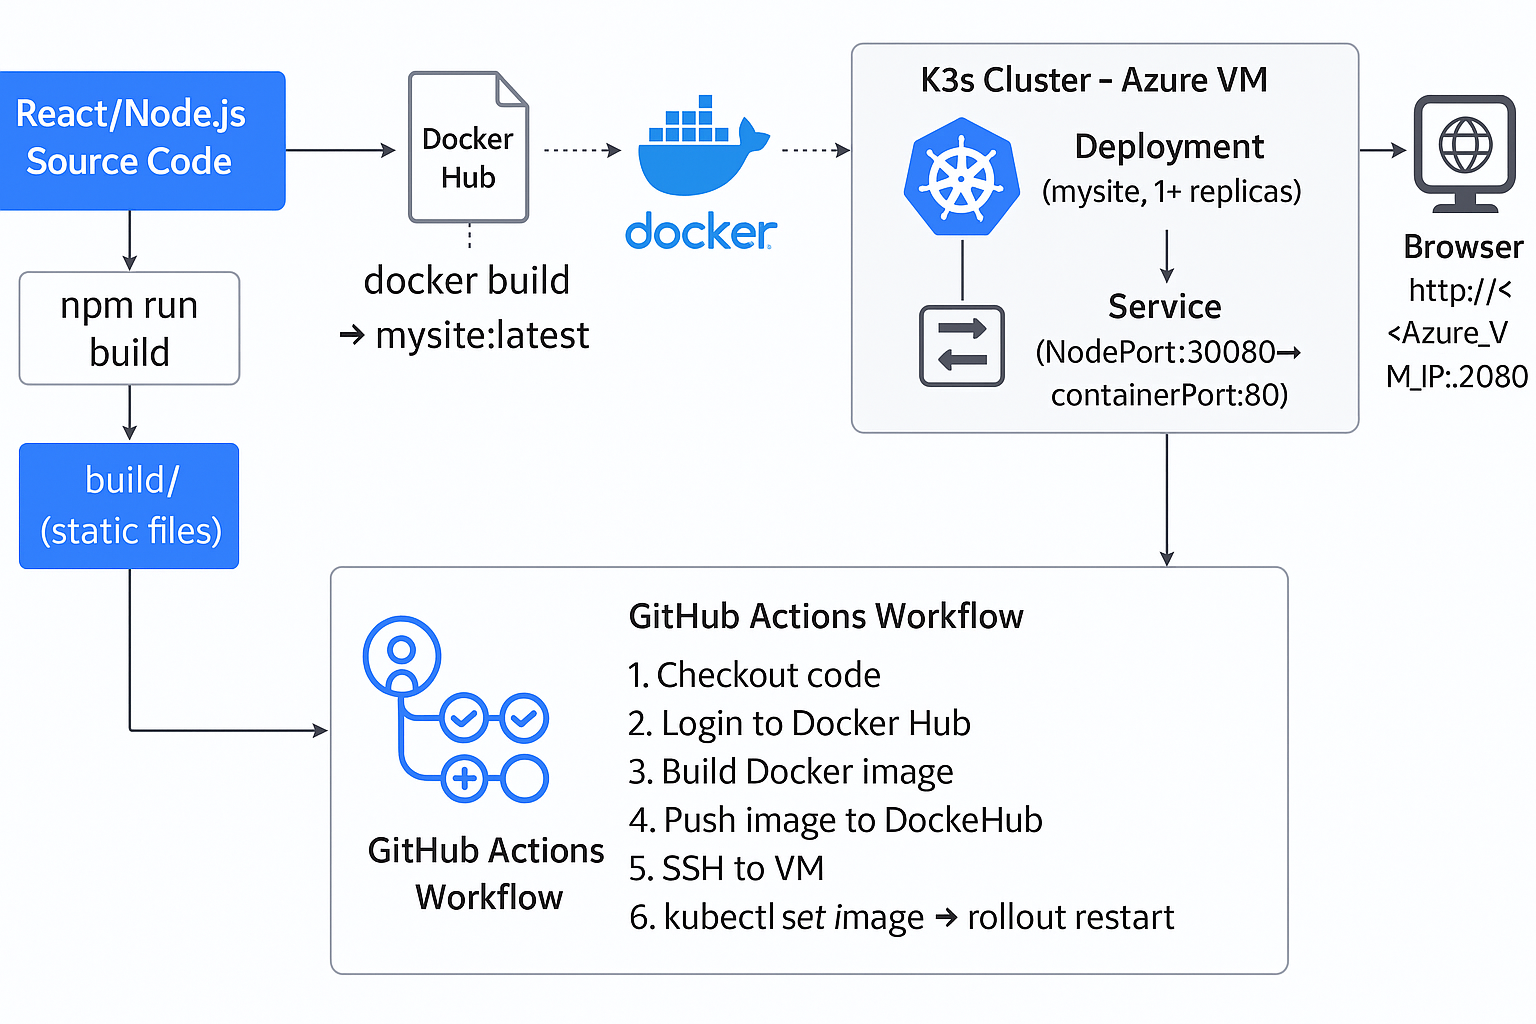 React/Node.js
Source Code
npm run
build
build/
(static files)
Docker
Hub
docker build
→ mysite:latest
docker
K3s Cluster – Azure VM
Deployment
(mysite, 1+ replicas)
Service
(NodePort:30080→
containerPort:80)
Browser
http://<
<Azure_V
M_IP:.2080
GitHub Actions
Workflow
GitHub Actions Workflow
1. Checkout code
2. Login to Docker Hub
3. Build Docker image
4. Push image to DockeHub
5. SSH to VM
6. kubectl set image → rollout restart